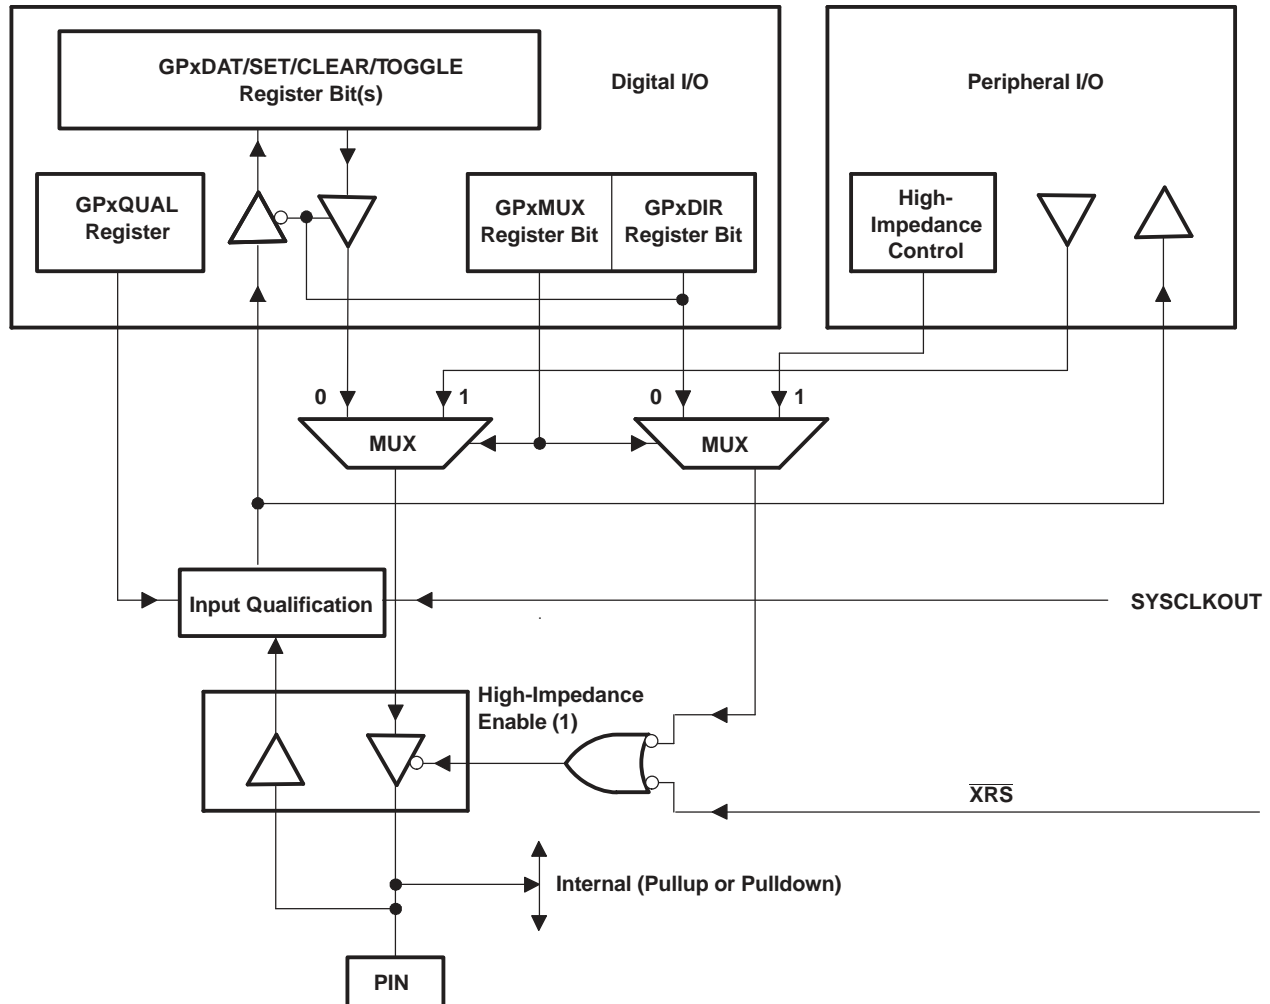 GPxDAT/SET/CLEAR/TOGGLE
Register Bit(s)
Digital I/O
Peripheral I/O
GPxQUAL
Register
GPxMUX
Register Bit
GPxDIR
Register Bit
High-
Impedance
Control
0
1
0
1
MUX
MUX
Input Qualification
SYSCLKOUT
High-Impedance
Enable (1)
XRS
Internal (Pullup or Pulldown)
PIN